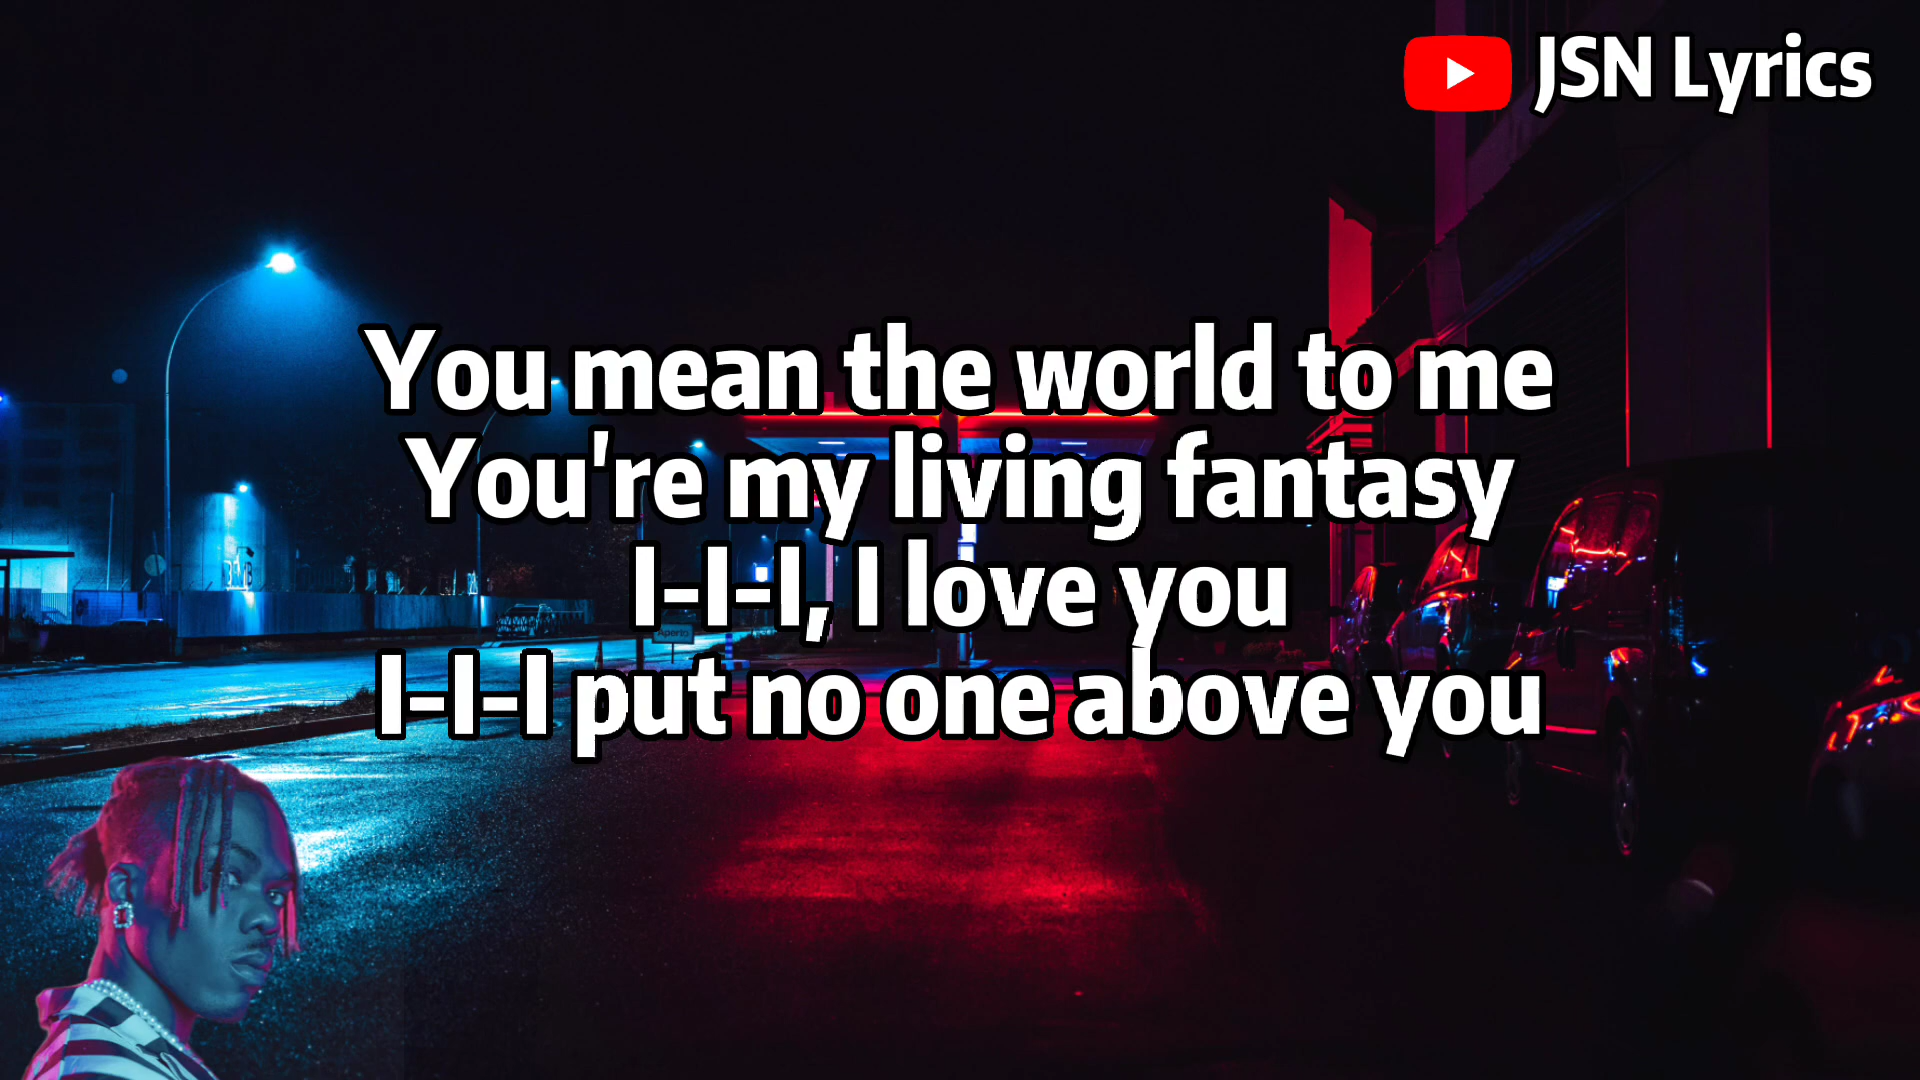 JSN Lyrics
You mean the world to me
You're my living fantasy
I-I-I, I love you
I-I-I put no one above you
Aperto